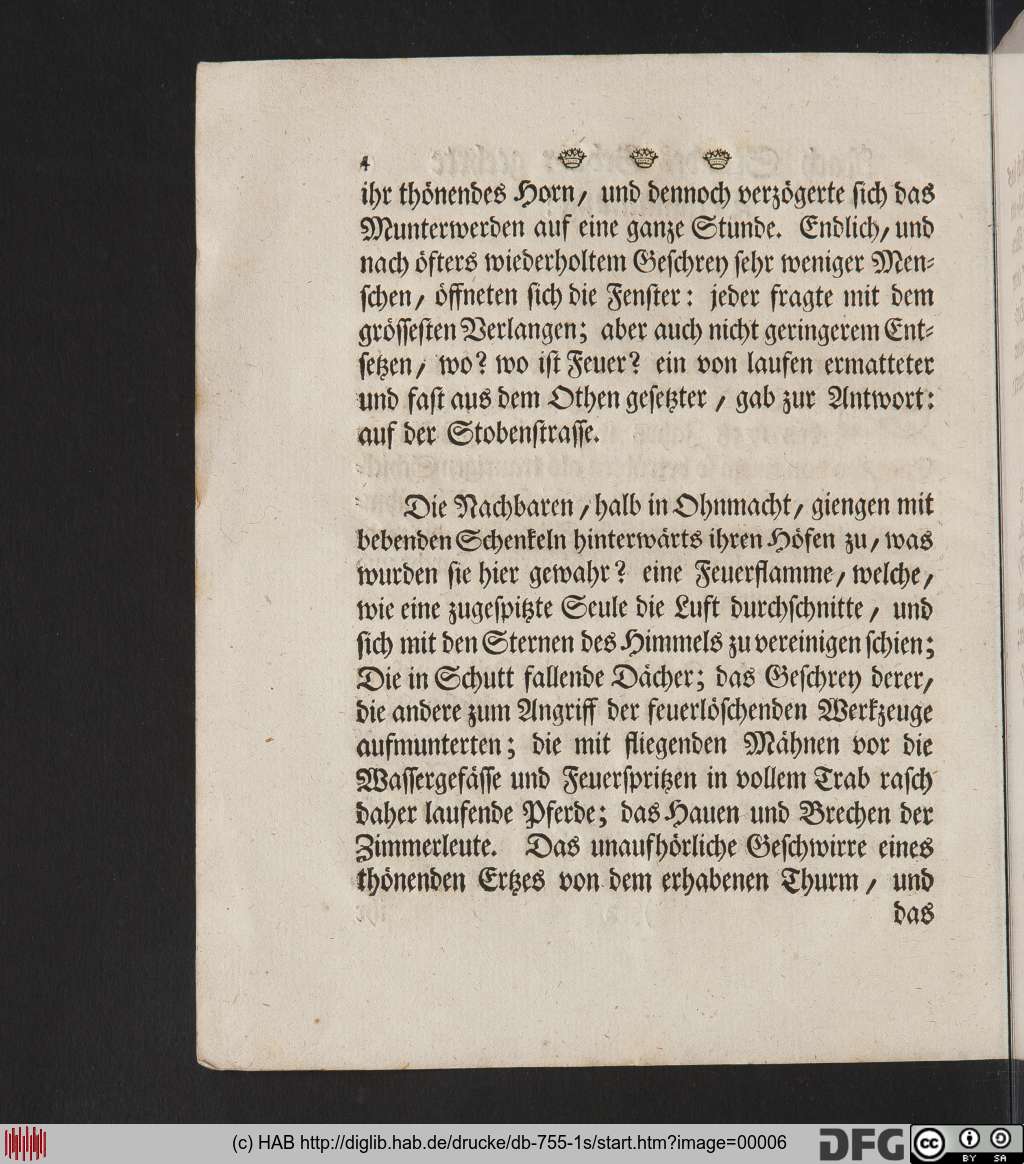 4
ihr thönendes Horn/ und dennoch verzögerte sich das
Munterwerden auf eine ganze Stunde. Endlich/ und
nach öfters wiederholtem Geschrey sehr weniger Men-
schen/ öffneten sich die Fenster: jeder fragte mit dem
grössesten Verlangen; aber auch nicht geringerem Ent-
setzen/ wo? wo ist Feuer? ein von laufen ermatteter
und fast aus dem Othen gesetzter / gab zur Antwort:
auf der Stobenstrasse.
Die Nachbaren / halb in Ohnmacht/ giengen mit
bebenden Schenkeln hinterwärts ihren Höfen zu/ was
wurden sie hier gewahr? eine Feuerflamme/ welche/
wie eine zugespitzte Seule die Luft durchschnitte/ und
sich mit den Sternen des Himmels zu vereinigen schien;
Die in Schutt fallende Dächer; das Geschrey derer/
die andere zum Angriff der feuerlöschenden Werkzeuge
aufmunterten; die mit fliegenden Mähnen vor die
Wassergefässe und Feuerspritzen in vollem Trab rasch
daher laufende Pferde; das Hauen und Brechen der
Zimmerleute. Das unaufhörliche Geschwirre eines
thönenden Ertzes von dem erhabenen Thurm / und
das
(c) HAB http://diglib.hab.de/drucke/db-755-1s/start.htm?image=00006
DFG
cc BY SA